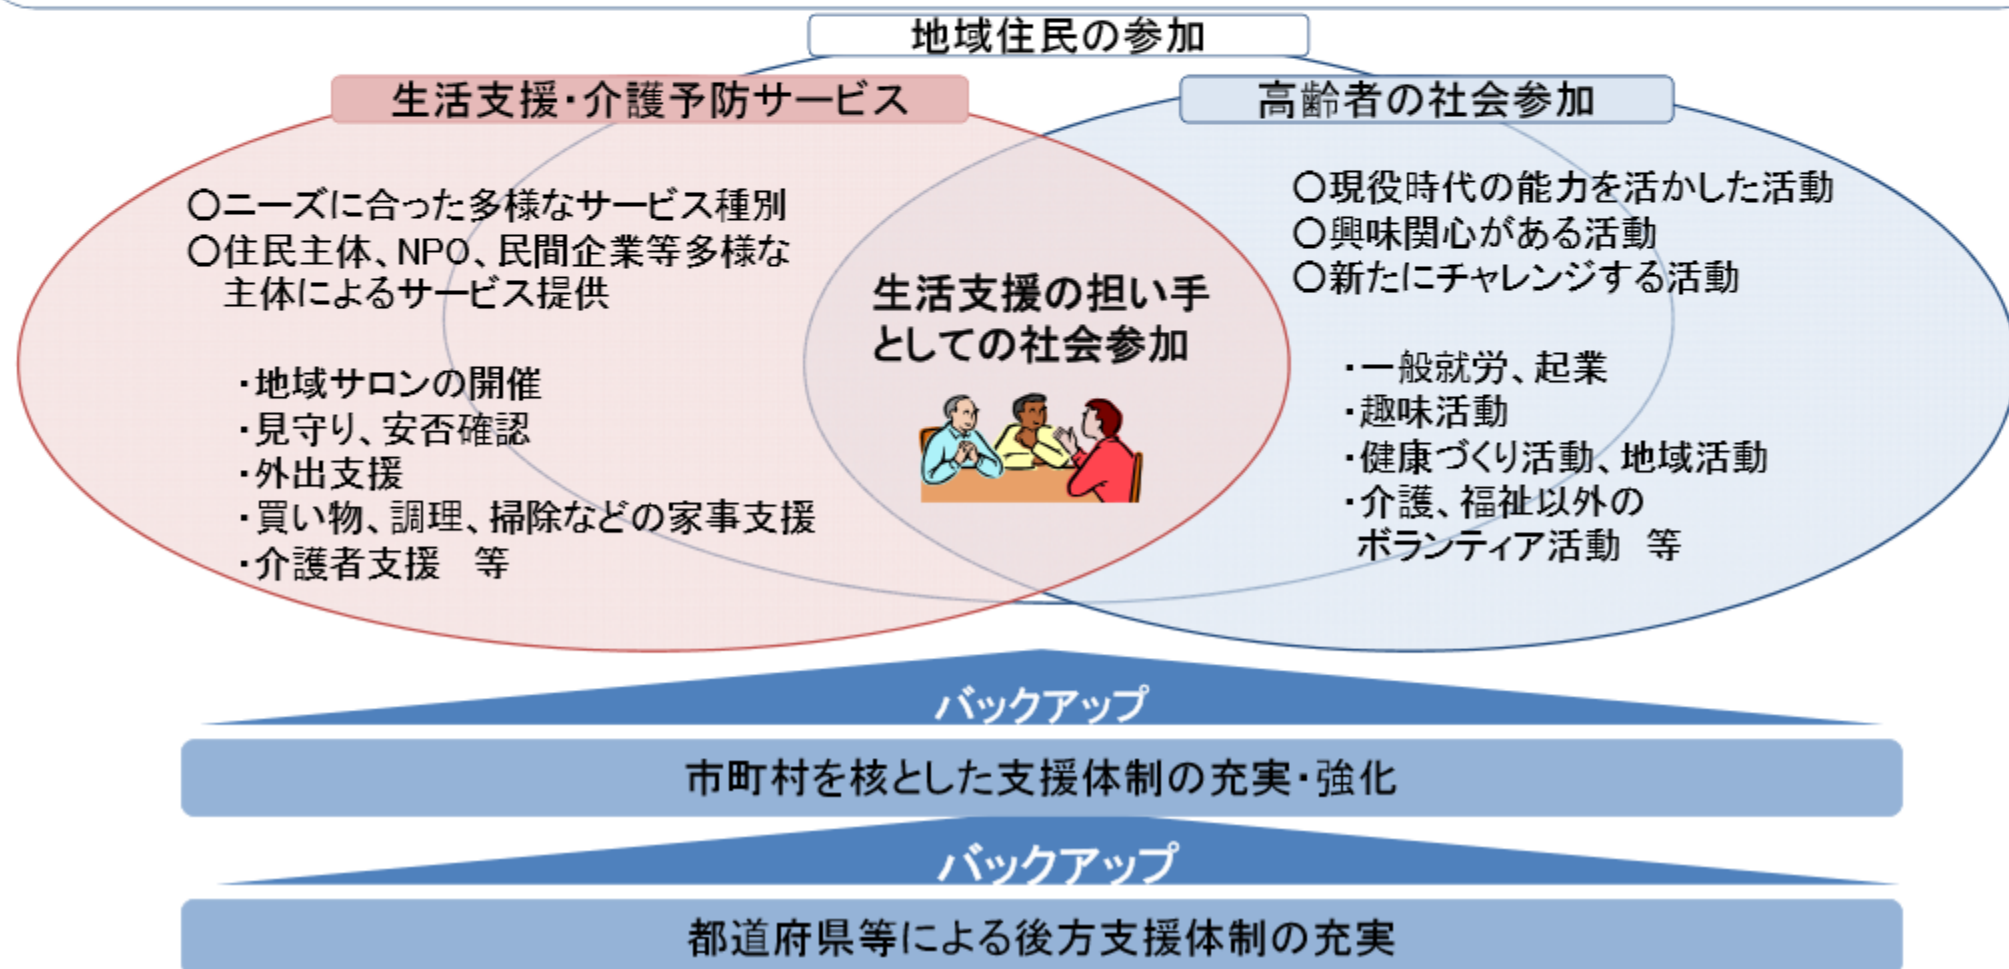 地域住民の参加
生活支援・介護予防サービス
〇ニーズに合った多様なサービス種別
〇住民主体、NPO、民間企業等多様な
主体によるサービス提供
・地域サロンの開催
・見守り、安否確認
・外出支援
・買い物、調理、掃除などの家事支援
・介護者支援　等
生活支援の担い手
としての社会参加
高齢者の社会参加
〇現役時代の能力を活かした活動
〇興味関心がある活動
〇新たにチャレンジする活動
・一般就労、起業
・趣味活動
・健康づくり活動、地域活動
・介護、福祉以外の
ボランティア活動　等
バックアップ
市町村を核とした支援体制の充実・強化
バックアップ
都道府県等による後方支援体制の充実